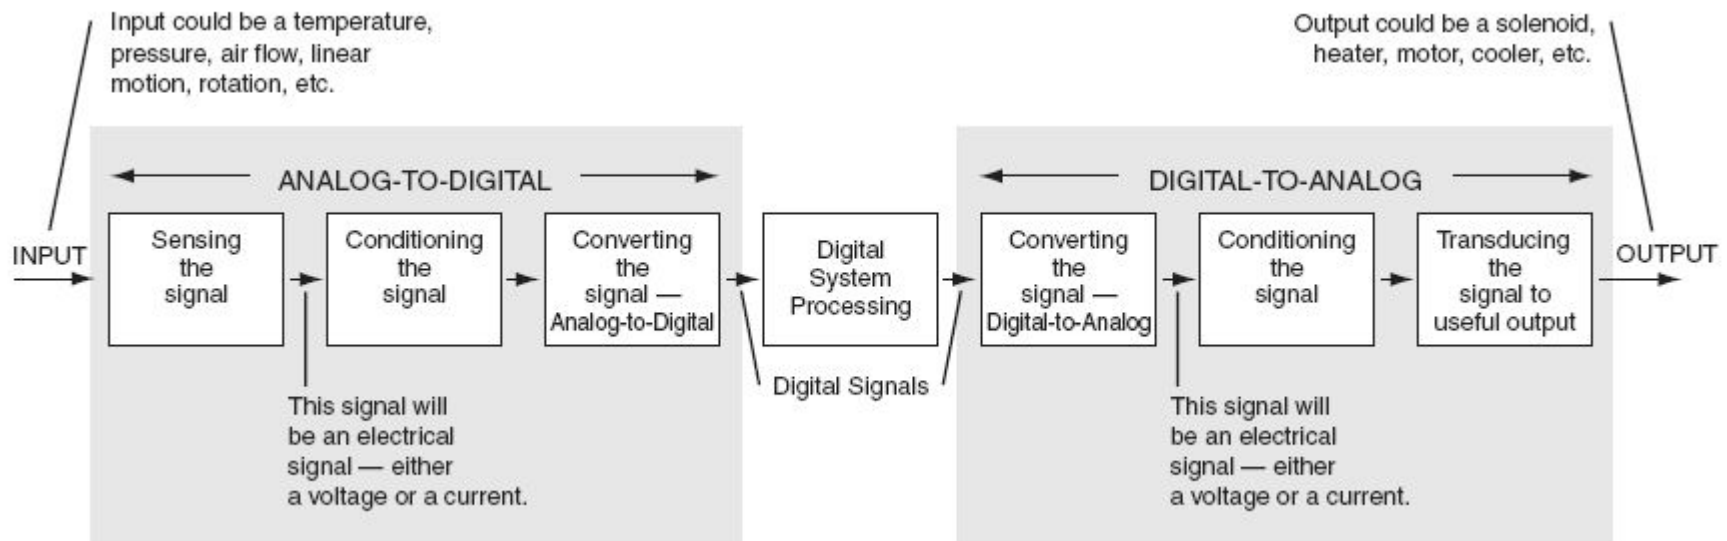 Input could be a temperature,
pressure, air flow, linear
motion, rotation, etc.
Output could be a solenoid,
heater, motor, cooler, etc.
ANALOG-TO-DIGITAL
DIGITAL-TO-ANALOG
INPUT
Sensing
the
signal
Conditioning
the
signal
Converting
the
signal —
Analog-to-Digital
Digital
System
Processing
Converting
the
signal —
Digital-to-Analog
Conditioning
the
signal
Transducing
the
signal to
useful output
OUTPUT
Digital Signals
This signal will
be an electrical
signal — either
a voltage or a current.
This signal will
be an electrical
signal — either
a voltage or a current.